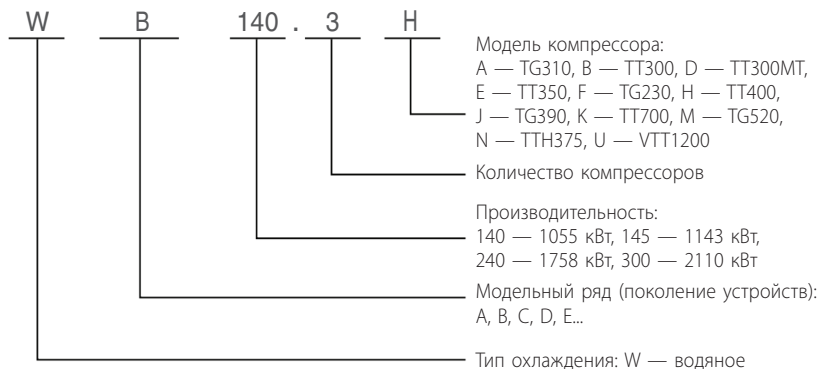 W B 140 . 3 H
Модель компрессора:
A — TG310, B — TT300, D — TT300MT,
E — TT350, F — TG230, H — TT400,
J — TG390, K — TT700, M — TG520,
N — TTH375, U — VTT1200
Количество компрессоров
Производительность:
140 — 1055 кВт, 145 — 1143 кВт,
240 — 1758 кВт, 300 — 2110 кВт
Модельный ряд (поколение устройств):
A, B, C, D, E...
Тип охлаждения: W — водяное